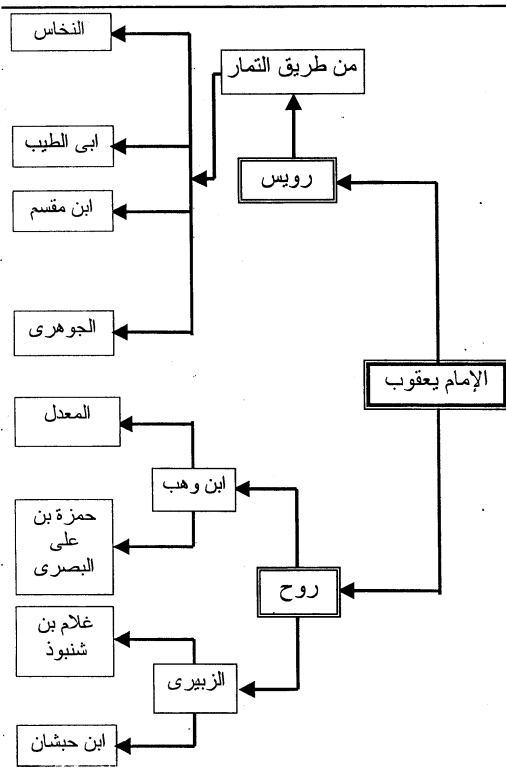 الإمام يعقوب
رويس
من طريق التمار
النخاس
ابى الطيب
ابن مقسم
الجوهرى
روح
ابن وهب
المعدل
حمزة بن
على
البصرى
الزبيرى
غلام بن
شنبوذ
ابن حبشان